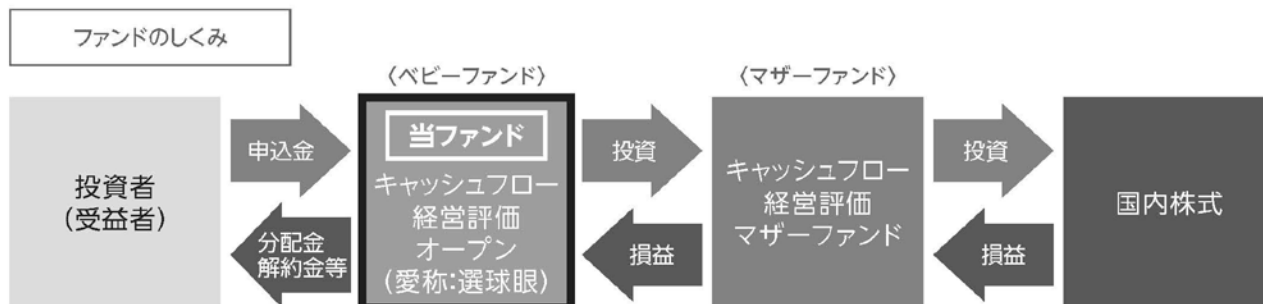 ファンドのしくみ
〈ベビーファンド〉
〈マザーファンド〉
投資者
(受益者)
申込金
分配金
解約金等
当ファンド
キャッシュフロー
経営評価
オープン
(愛称:選球眼)
投資
損益
キャッシュフロー
経営評価
マザーファンド
投資
損益
国内株式